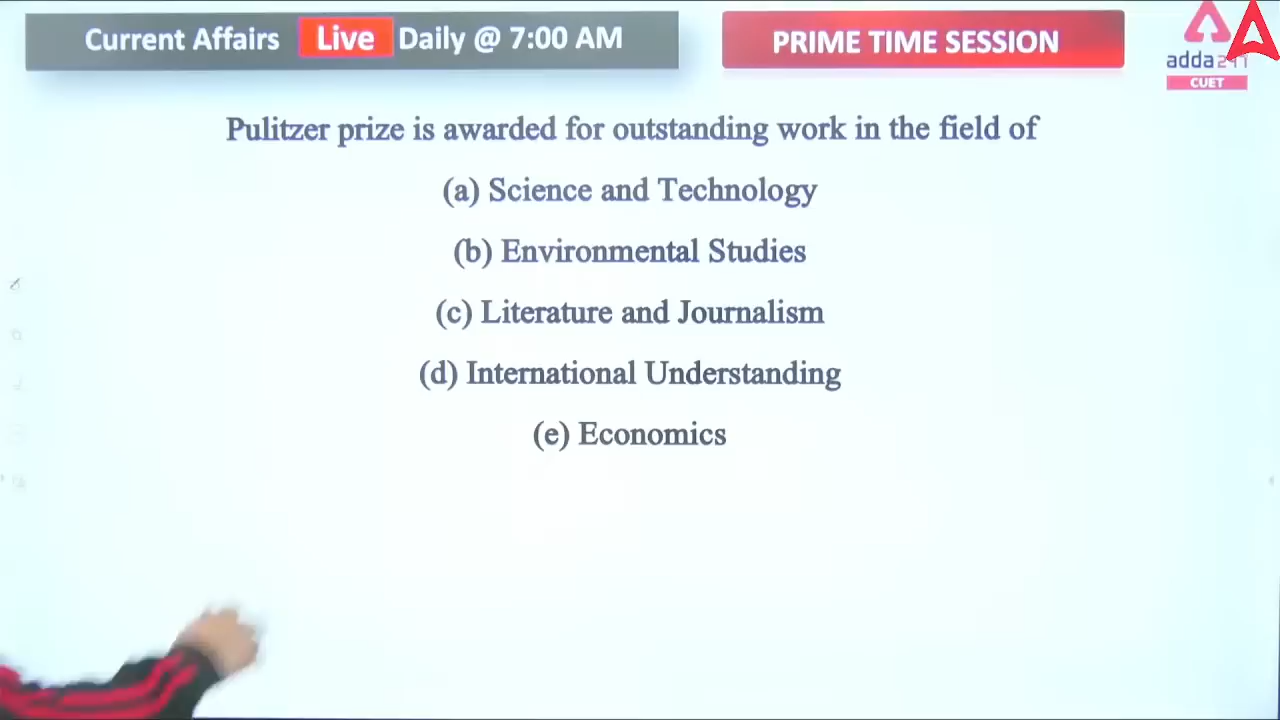 Current Affairs Live Daily @ 7:00 AM
PRIME TIME SESSION
adda247
CUET
Pulitzer prize is awarded for outstanding work in the field of
(a) Science and Technology
(b) Environmental Studies
(c) Literature and Journalism
(d) International Understanding
(e) Economics